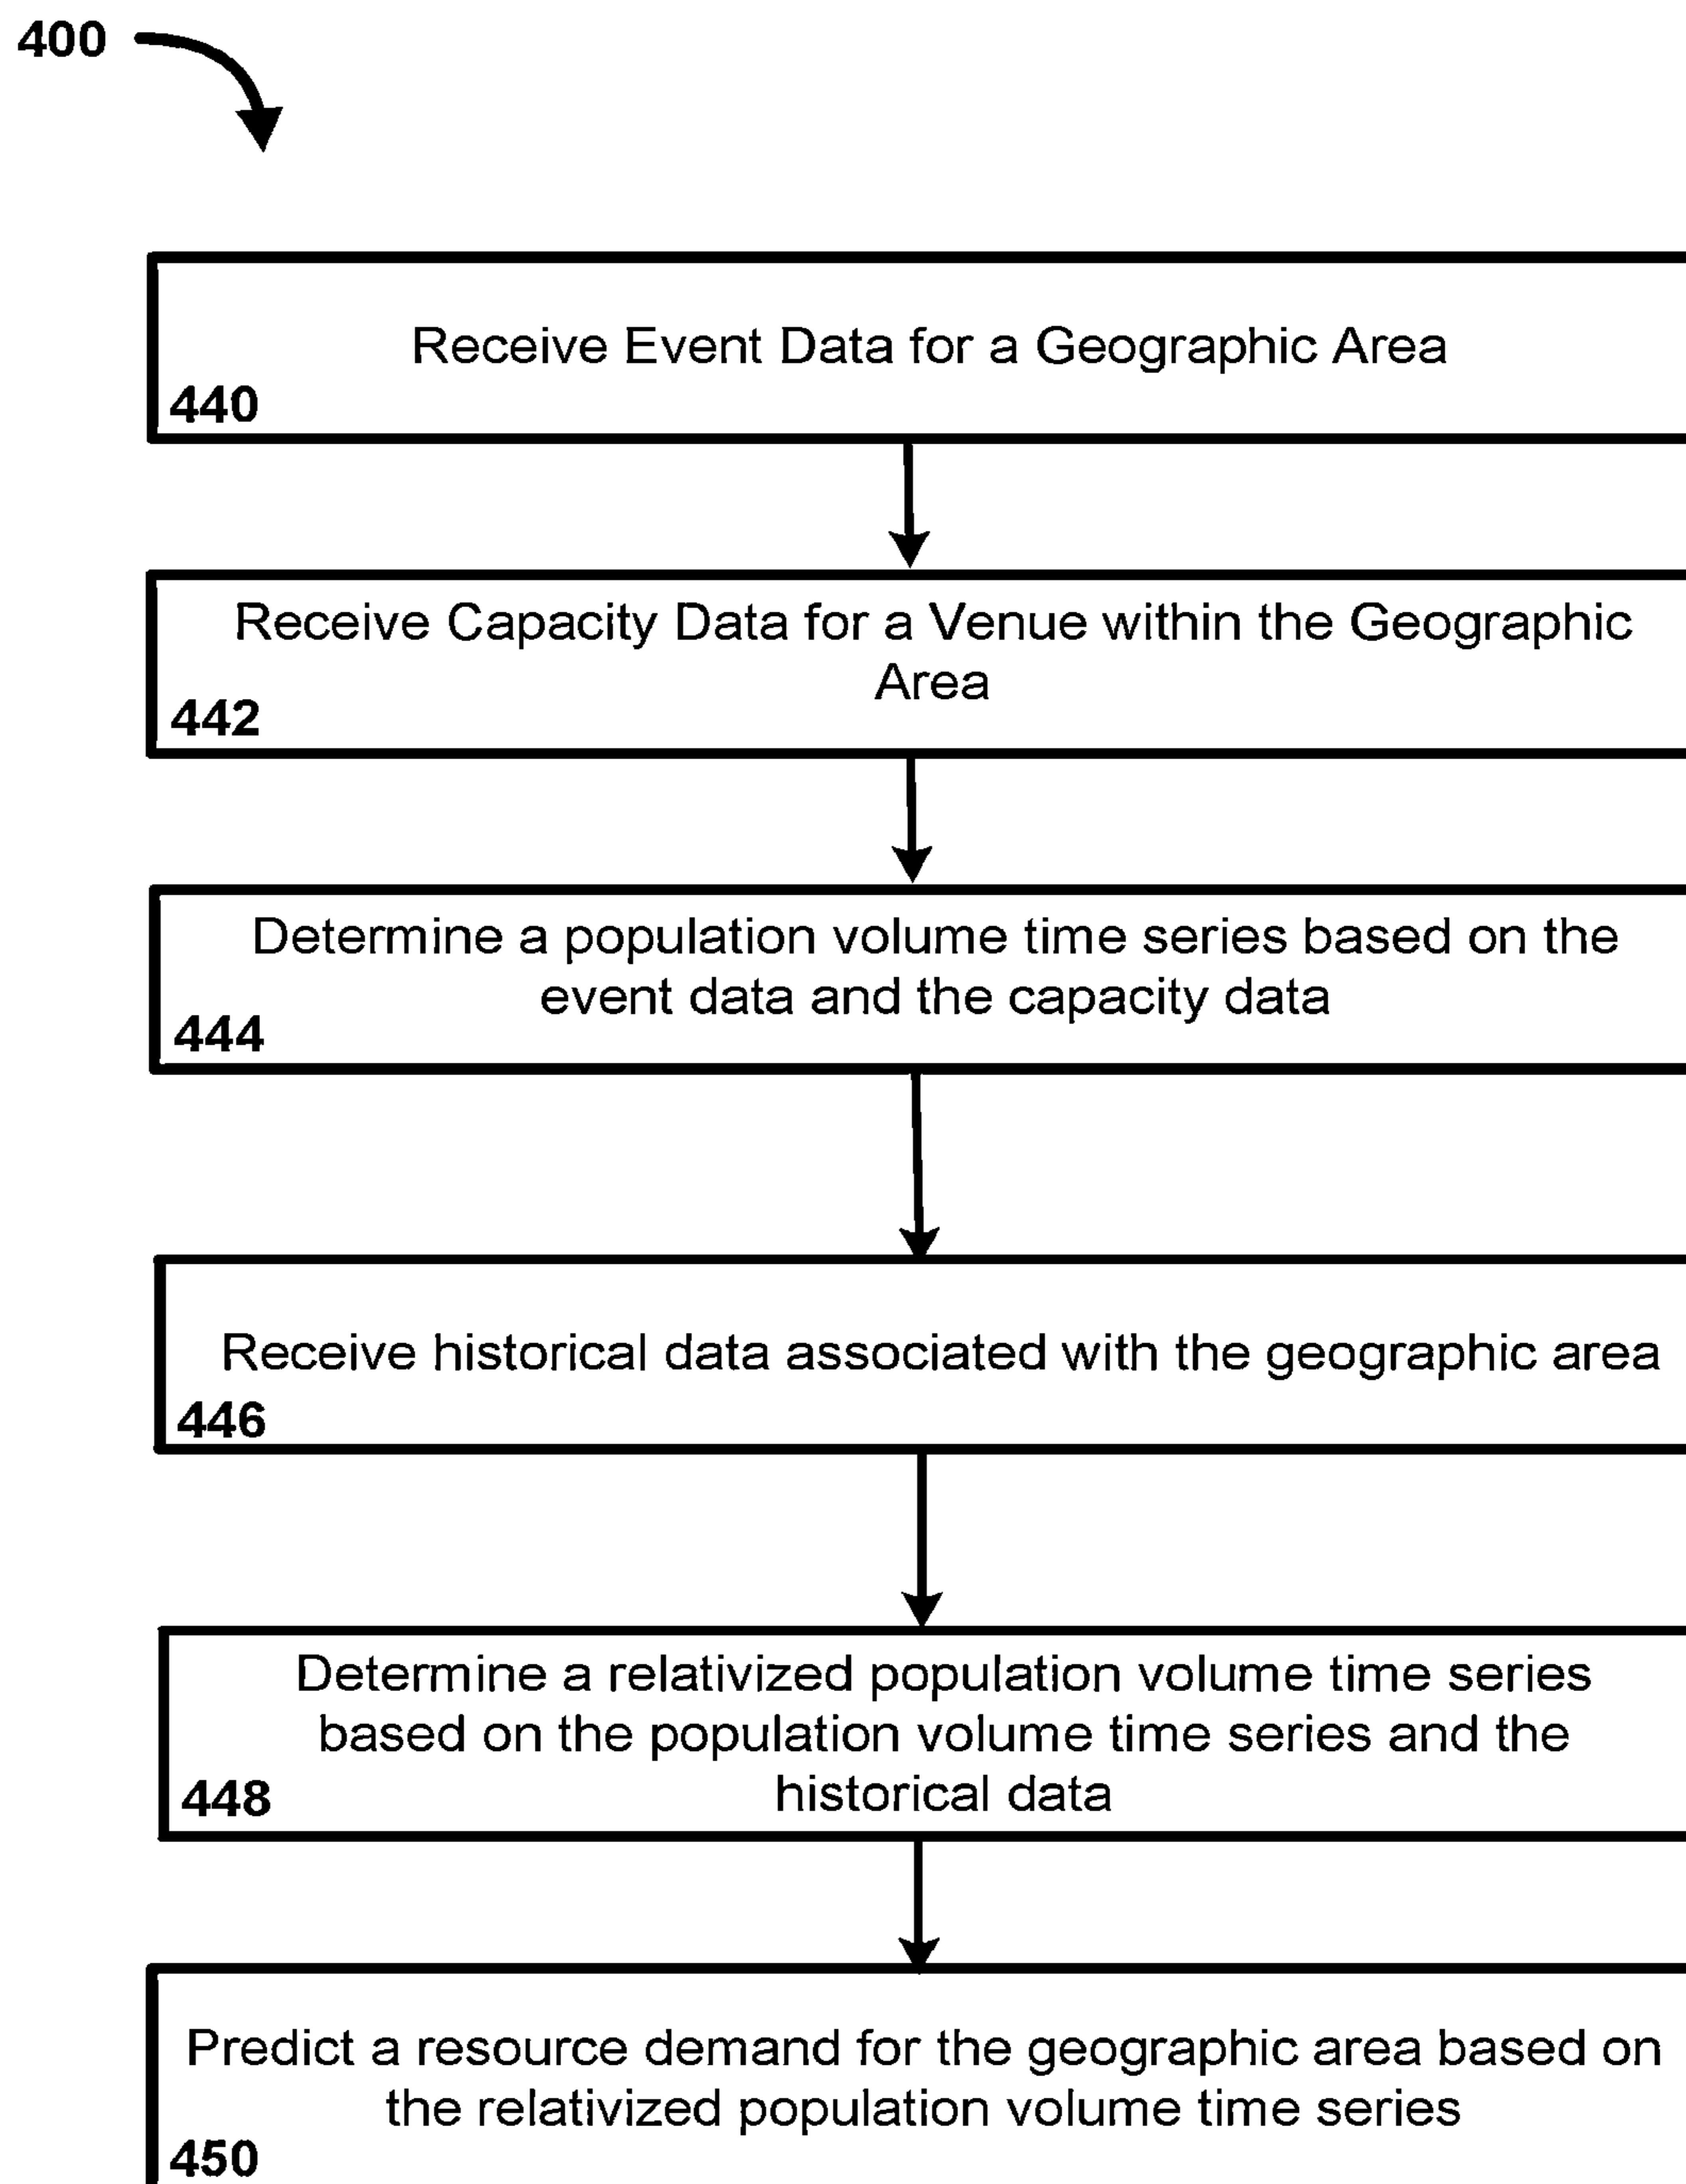 400
Receive Event Data for a Geographic Area
440
Receive Capacity Data for a Venue within the Geographic
Area
442
Determine a population volume time series based on the
event data and the capacity data
444
Receive historical data associated with the geographic area
446
Determine a relativized population volume time series
based on the population volume time series and the
historical data
448
Predict a resource demand for the geographic area based on
the relativized population volume time series
450